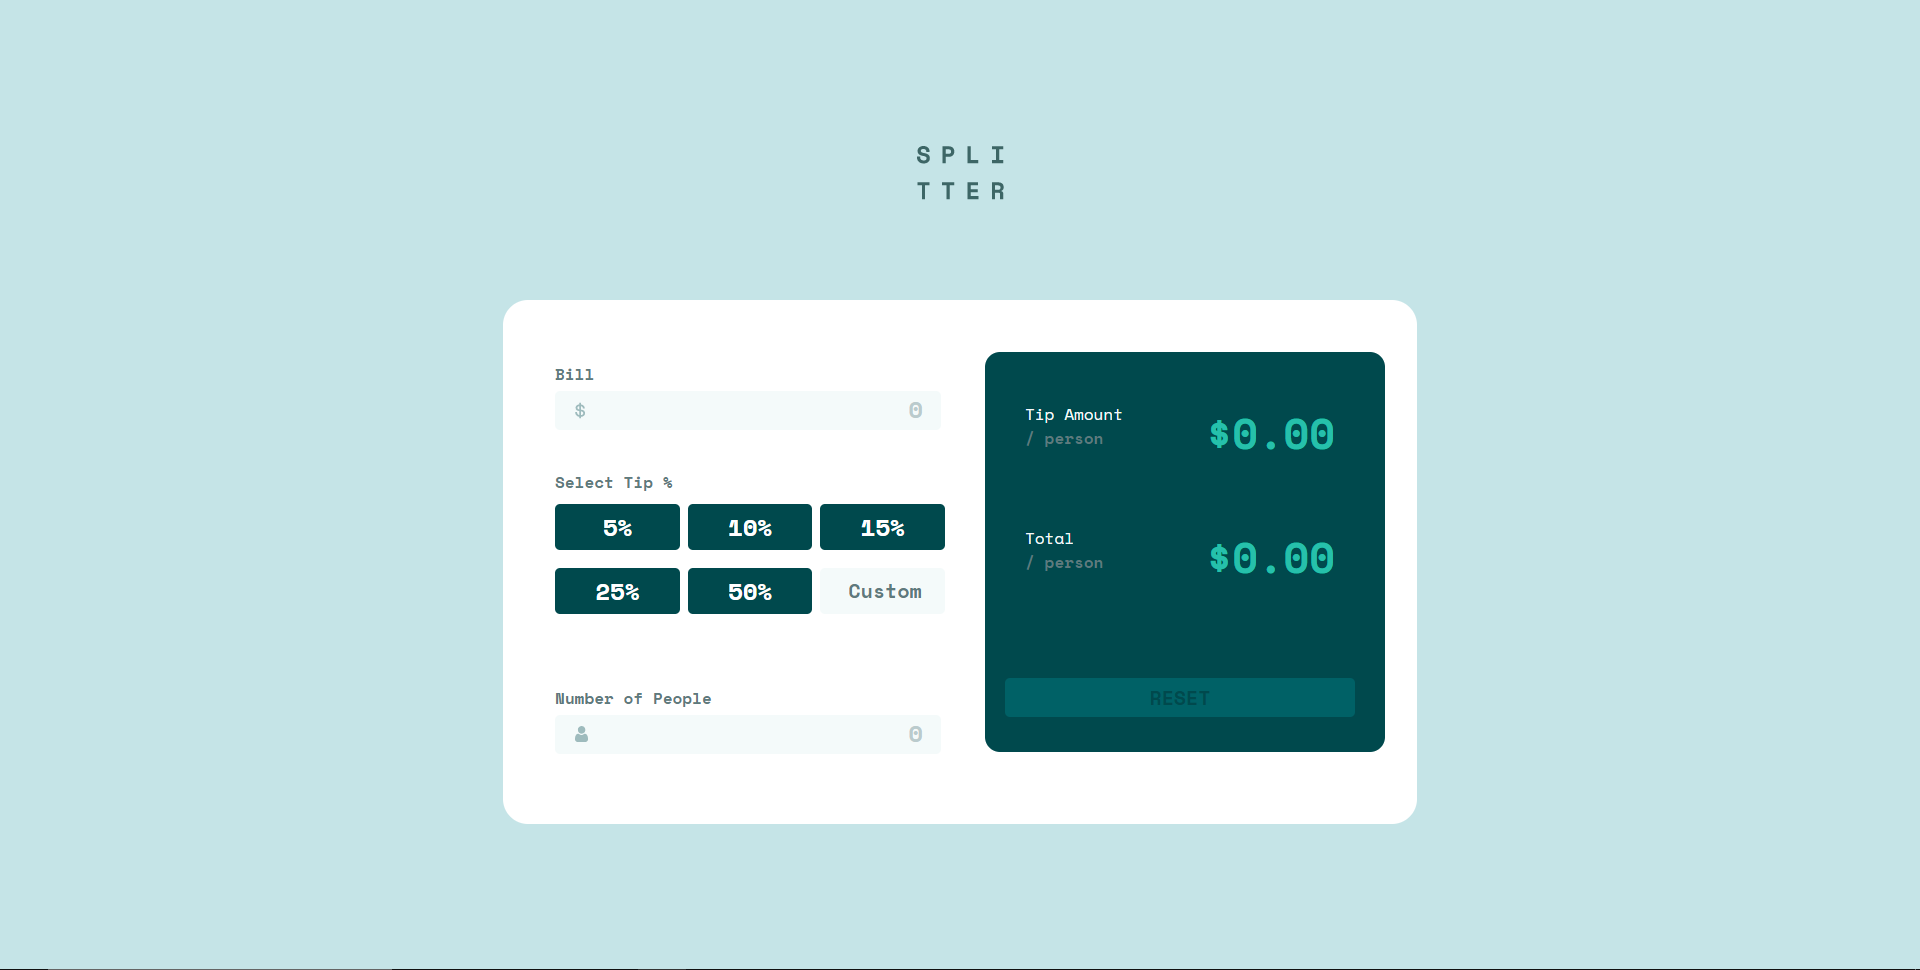 SPLI
TTER
Bill
$ 0
Select Tip %
5% 10% 15%
25% 50% Custom
Number of People
0
Tip Amount
/ person
$0.00
Total
/ person
$0.00
RESET